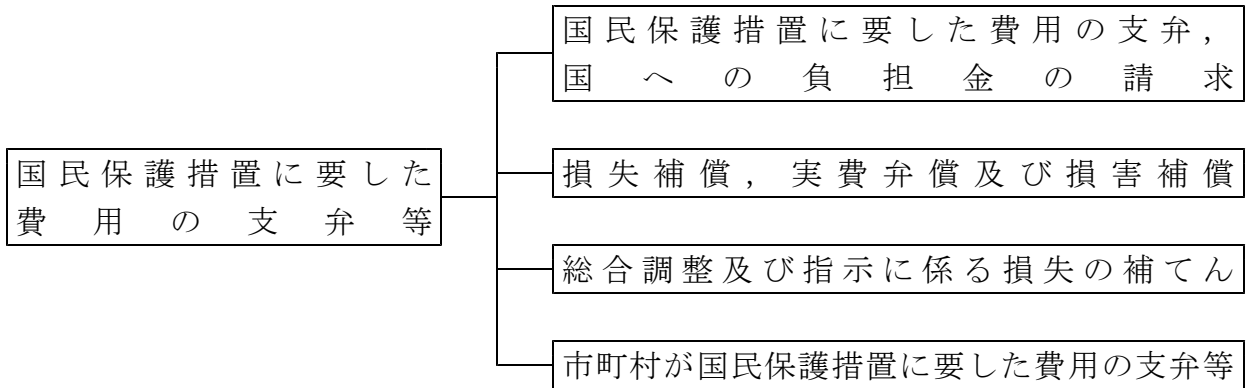 国民保護措置に要した費用の支弁，
国への負担金の請求
国民保護措置に要した
費用の支弁等
損失補償，実費弁償及び損害補償
総合調整及び指示に係る損失の補てん
市町村が国民保護措置に要した費用の支弁等